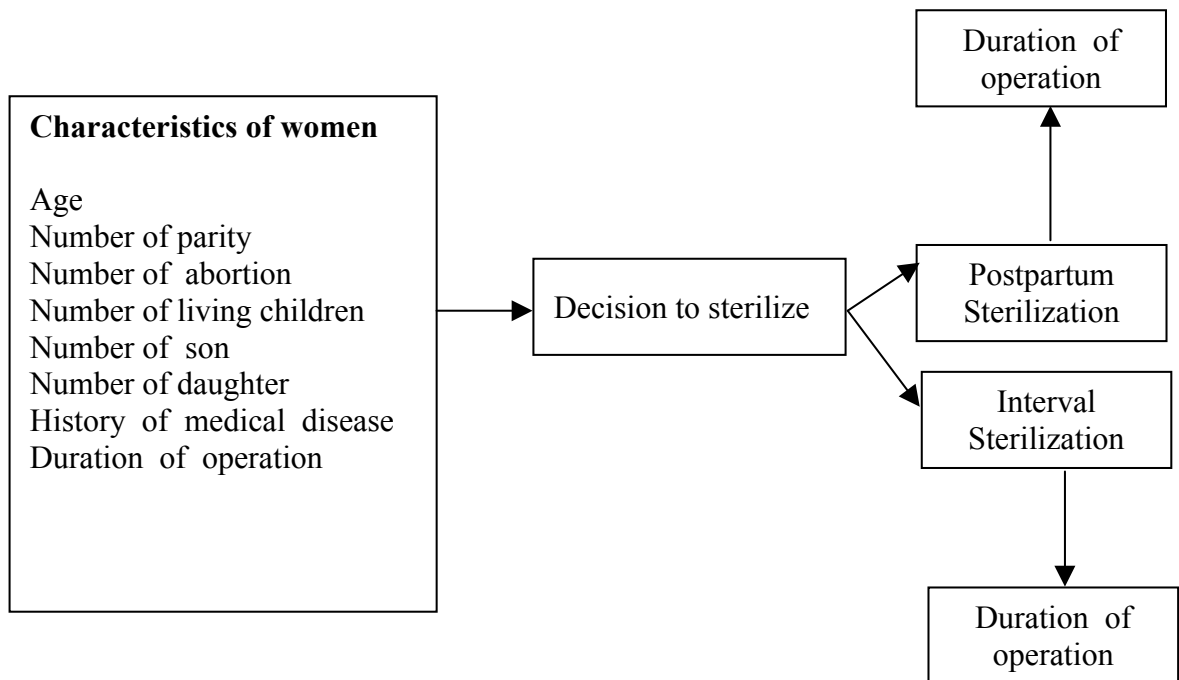 Duration of
operation
Characteristics of women
Age
Number of parity
Number of abortion
Number of living children
Number of son
Number of daughter
History of medical disease
Duration of operation
Decision to sterilize
Postpartum
Sterilization
Interval
Sterilization
Duration of
operation